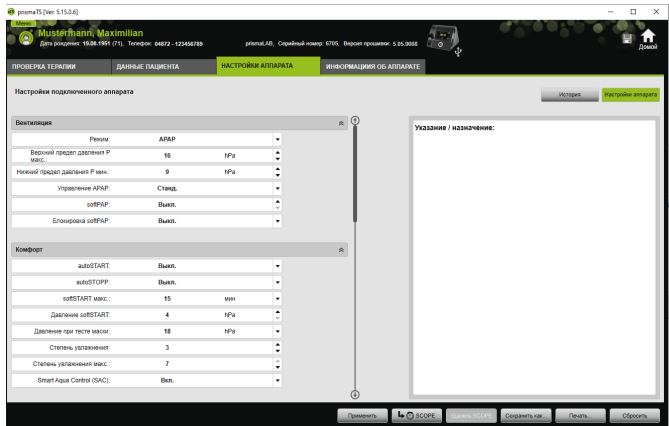 prismaTS [Ver: 5.15.0.6]
Меню
Mustermann, Maximilian
Дата рождения: 19.08.1951 (71), Телефон: 04872 - 123456789
prismaLAB, Серийный номер: 6705, Версия прошивки: 5.05.9008
Домой
ПРОВЕРКА ТЕРАПИИ
ДАННЫЕ ПАЦИЕНТА
НАСТРОЙКИ АППАРАТА
ИНФОРМАЦИИЯ ОБ АППАРАТЕ
Настройки подключенного аппарата
История
Настройки аппарата
Вентиляция
Режим: APAP
Верхний предел давления P
макс.: 16 hPa
Нижний предел давления P мин.: 9 hPa
Управление APAP: Станд.
softPAP: Выкл.
Блокировка softPAP: Выкл.
Комфорт
autoSTART: Выкл.
autoSTOPP: Выкл.
softSTART макс.: 15 мин
Давление softSTART: 4 hPa
Давление при тесте маски: 18 hPa
Степень увлажнения: 3
Степень увлажнения макс.: 7
Smart Aqua Control (SAC): Вкл.
Указание / назначение:
Применить
SCOPE
Удалить SCOPE
Сохранить как...
Печать...
Сбросить